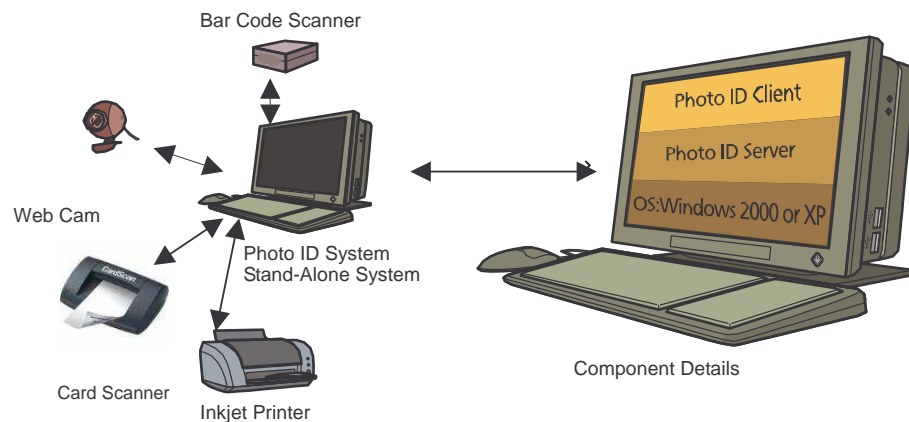 Bar Code Scanner
Photo ID Client
Photo ID Server
OS:Windows 2000 or XP
Web Cam
Photo ID System
Stand-Alone System
CardScan
Component Details
Card Scanner
Inkjet Printer